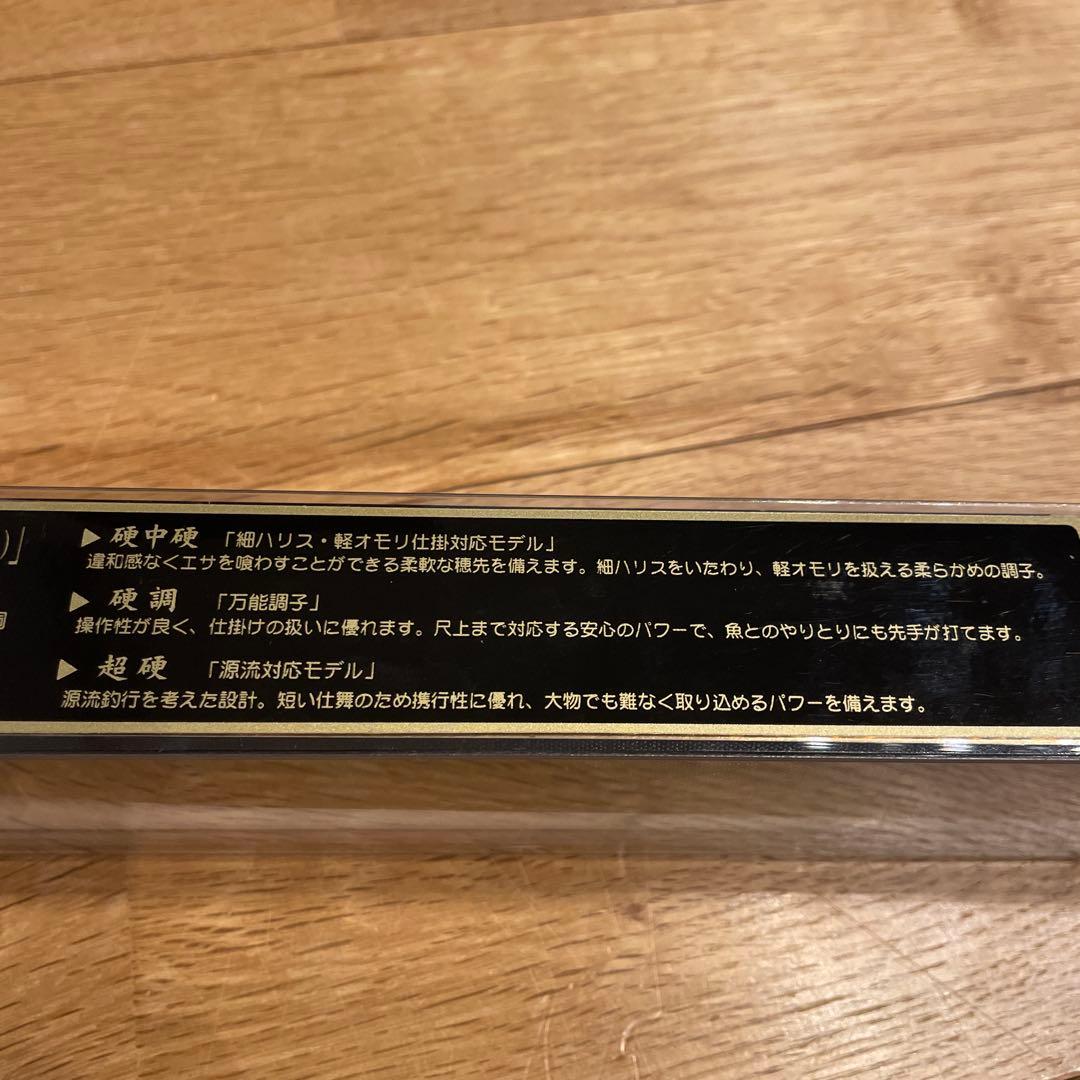 )」
▶ 硬中硬 「細ハリス・軽オモリ仕掛対応モデル」
違和感なくエサを喰わすことができる柔軟な穂先を備えます。細ハリスをいたわり、軽オモリを扱える柔らかめの調子。
▶ 硬調 「万能調子」
操作性が良く、仕掛けの扱いに優れます。尺上まで対応する安心のパワーで、魚とのやりとりにも先手が打てます。
▶ 超硬 「源流対応モデル」
源流釣行を考えた設計。短い仕舞のため携行性に優れ、大物でも難なく取り込めるパワーを備えます。